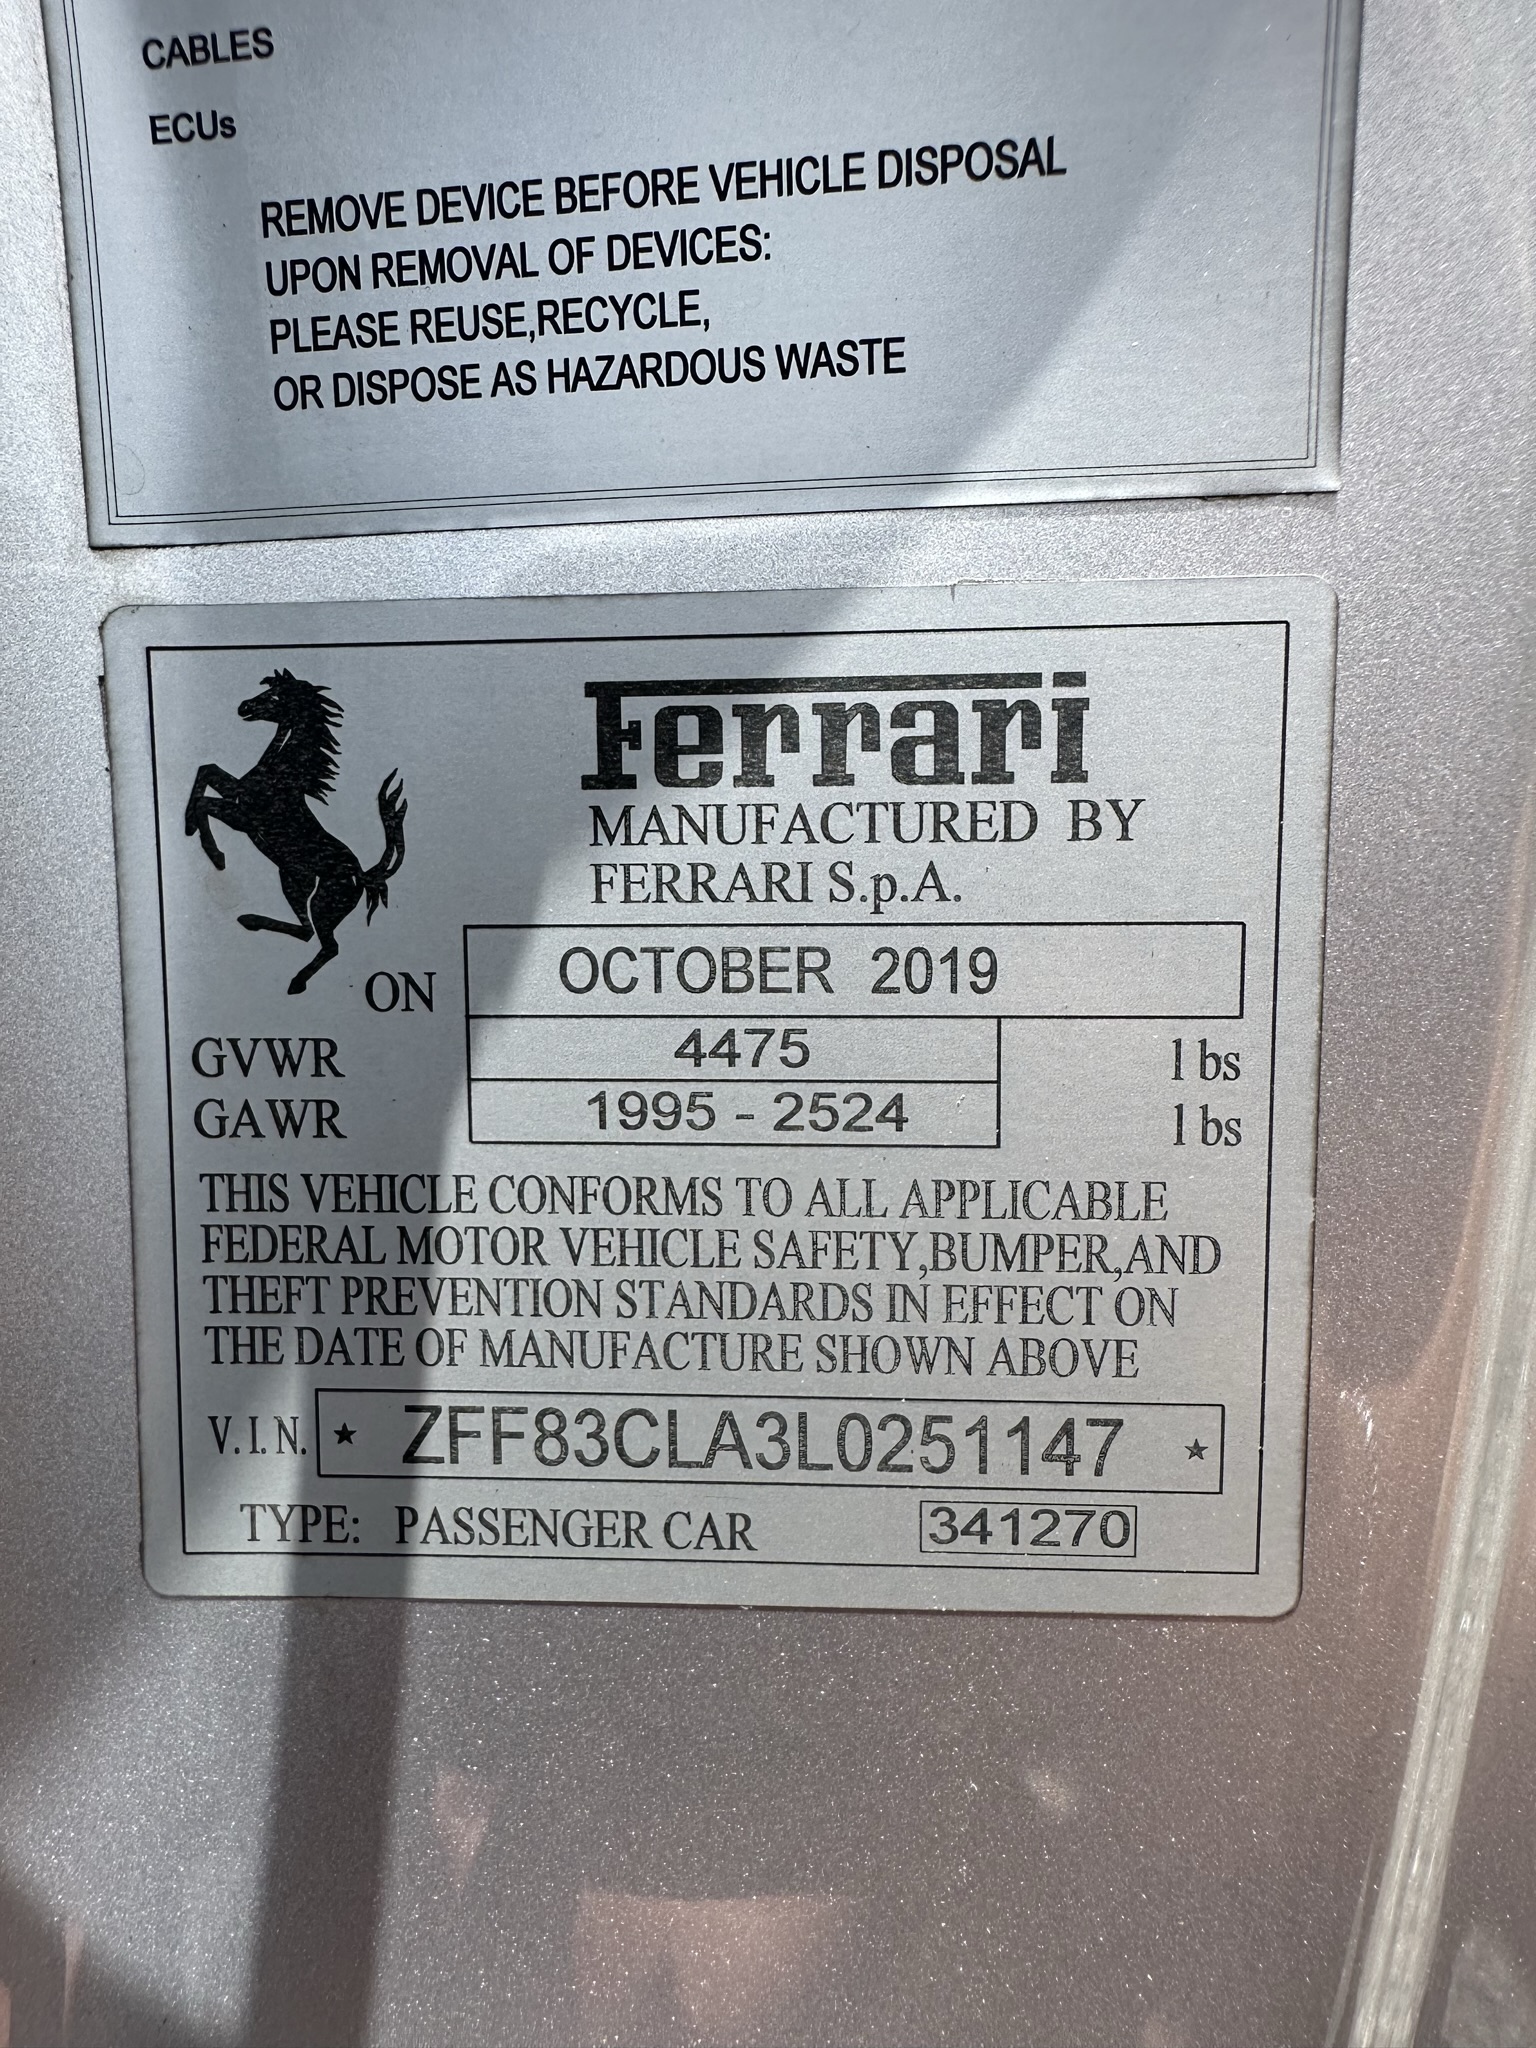 CABLES
ECUs
REMOVE DEVICE BEFORE VEHICLE DISPOSAL
UPON REMOVAL OF DEVICES:
PLEASE REUSE,RECYCLE,
OR DISPOSE AS HAZARDOUS WASTE
Ferrari
MANUFACTURED BY
FERRARI S.p.A.
ON OCTOBER 2019
GVWR 4475 lbs
GAWR 1995 - 2524 lbs
THIS VEHICLE CONFORMS TO ALL APPLICABLE
FEDERAL MOTOR VEHICLE SAFETY,BUMPER,AND
THEFT PREVENTION STANDARDS IN EFFECT ON
THE DATE OF MANUFACTURE SHOWN ABOVE
V.I.N. ★ ZFF83CLA3L0251147 ★
TYPE: PASSENGER CAR 341270